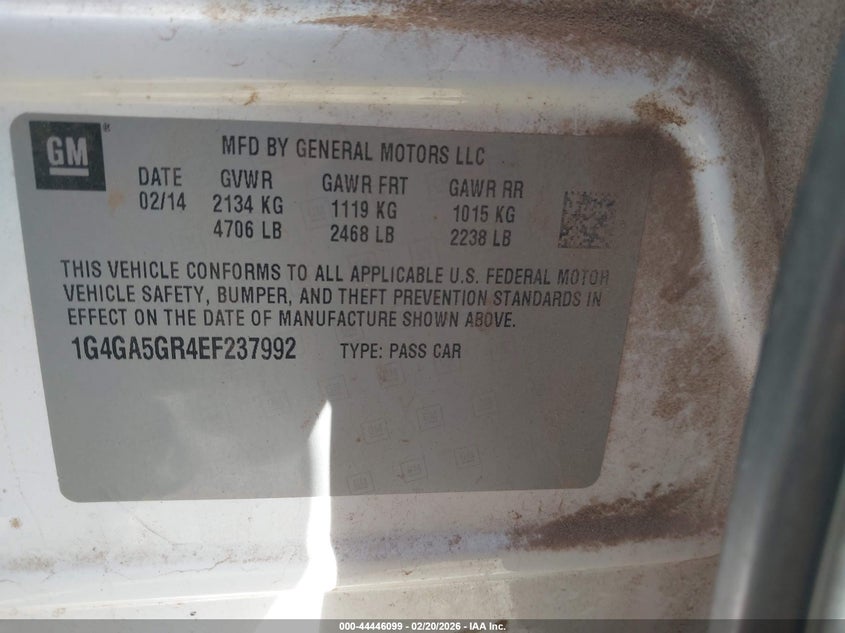 GM®
MFD BY GENERAL MOTORS LLC
DATE GVWR GAWR FRT GAWR RR
02/14 2134 KG 1119 KG 1015 KG
4706 LB 2468 LB 2238 LB
THIS VEHICLE CONFORMS TO ALL APPLICABLE U.S. FEDERAL MOTOR
VEHICLE SAFETY, BUMPER, AND THEFT PREVENTION STANDARDS IN
EFFECT ON THE DATE OF MANUFACTURE SHOWN ABOVE.
1G4GA5GR4EF237992 TYPE: PASS CAR
000-44446099 — 02/20/2026 — IAA Inc.